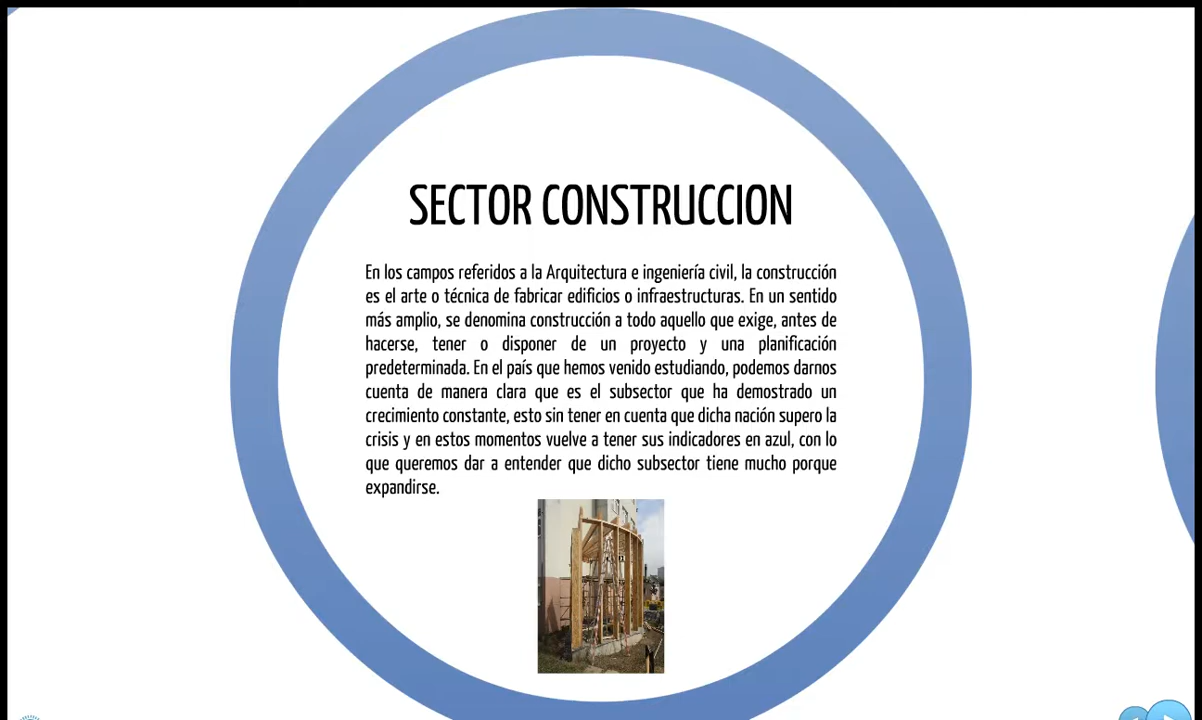 SECTOR CONSTRUCCION
En los campos referidos a la Arquitectura e ingeniería civil, la construcción
es el arte o técnica de fabricar edificios o infraestructuras. En un sentido
más amplio, se denomina construcción a todo aquello que exige, antes de
hacerse, tener o disponer de un proyecto y una planificación
predeterminada. En el país que hemos venido estudiando, podemos darnos
cuenta de manera clara que es el subsector que ha demostrado un
crecimiento constante, esto sin tener en cuenta que dicha nación supero la
crisis y en estos momentos vuelve a tener sus indicadores en azul, con lo
que queremos dar a entender que dicho subsector tiene mucho porque
expandirse.